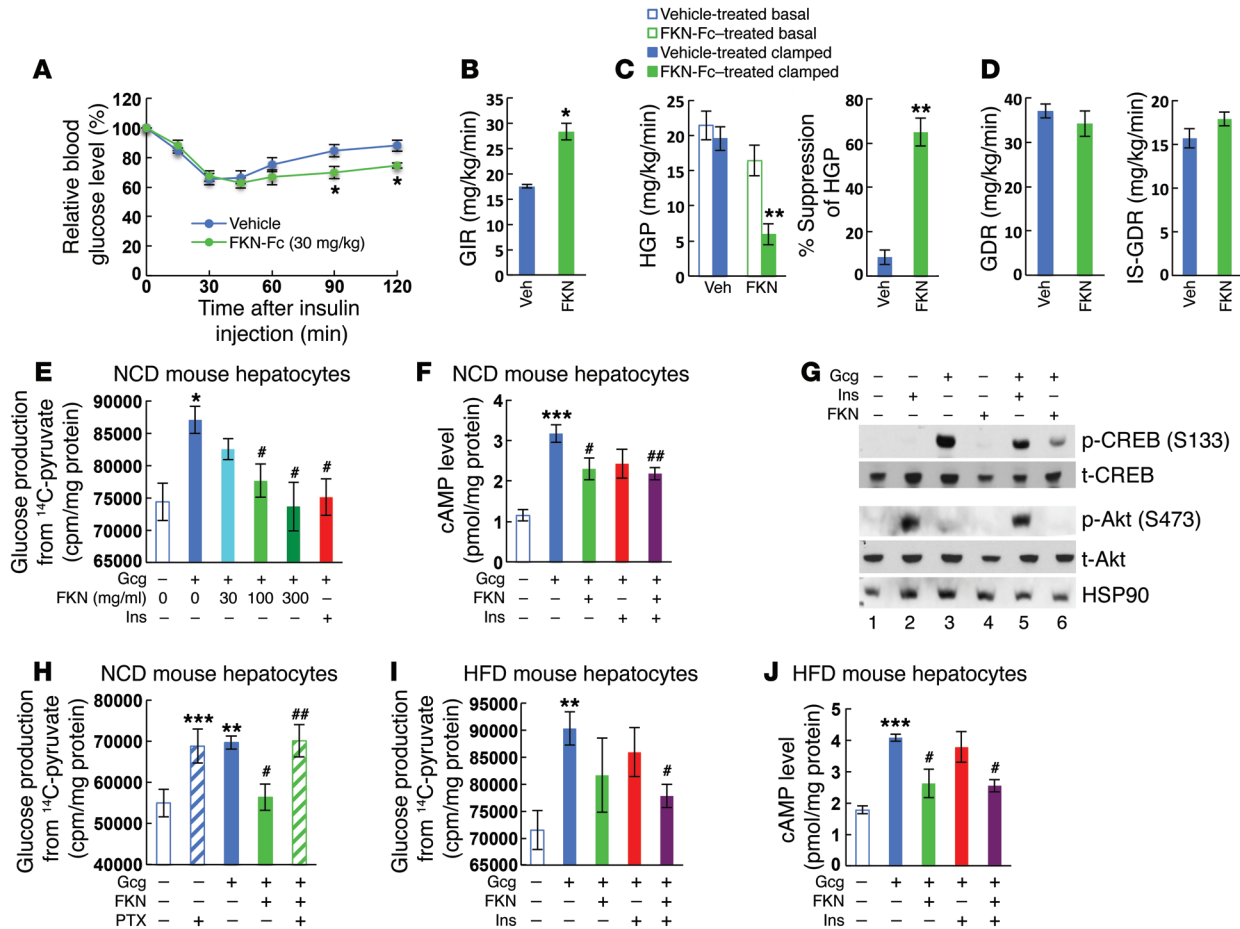 Vehicle-treated basal
FKN-Fc–treated basal
Vehicle-treated clamped
FKN-Fc–treated clamped
A
Relative blood
glucose level (%)
120
100
80
60
40
20
0
Vehicle
FKN-Fc (30 mg/kg)
*
*
0 30 60 90 120
Time after insulin
injection (min)
B
GIR (mg/kg/min)
35
30
25
20
15
10
5
0
*
Veh
FKN
C
HGP (mg/kg/min)
25
20
15
10
5
0
**
Veh FKN
% Suppression
of HGP
80
60
40
20
0
**
Veh
FKN
D
GDR (mg/kg/min)
40
30
20
10
0
Veh
FKN
IS-GDR (mg/kg/min)
20
15
10
5
0
Veh
FKN
E NCD mouse hepatocytes
Glucose production
from 14C-pyruvate
(cpm/mg protein)
90000
85000
80000
75000
70000
65000
* # # #
Gcg – + + + + +
FKN (mg/ml) 0 0 30 100 300 –
Ins – – – – – +
F NCD mouse hepatocytes
cAMP level
(pmol/mg protein)
4
3
2
1
0
*** # ##
Gcg – + + + +
FKN – – + – +
Ins – – – + +
G
Gcg – – + – + +
Ins – + – – + –
FKN – – – + – +
p-CREB (S133)
t-CREB
p-Akt (S473)
t-Akt
HSP90
1 2 3 4 5 6
H NCD mouse hepatocytes
Glucose production
from 14C-pyruvate
(cpm/mg protein)
80000
70000
60000
50000
40000
*** ** # ##
Gcg – – + + +
FKN – – – + +
PTX – + – – +
I HFD mouse hepatocytes
Glucose production
from 14C-pyruvate
(cpm/mg protein)
95000
90000
85000
80000
75000
70000
65000
** #
Gcg – + + + +
FKN – – + – +
Ins – – – + +
J HFD mouse hepatocytes
cAMP level
(pmol/mg protein)
5
4
3
2
1
0
*** # #
Gcg – + + + +
FKN – – + – +
Ins – – – + +